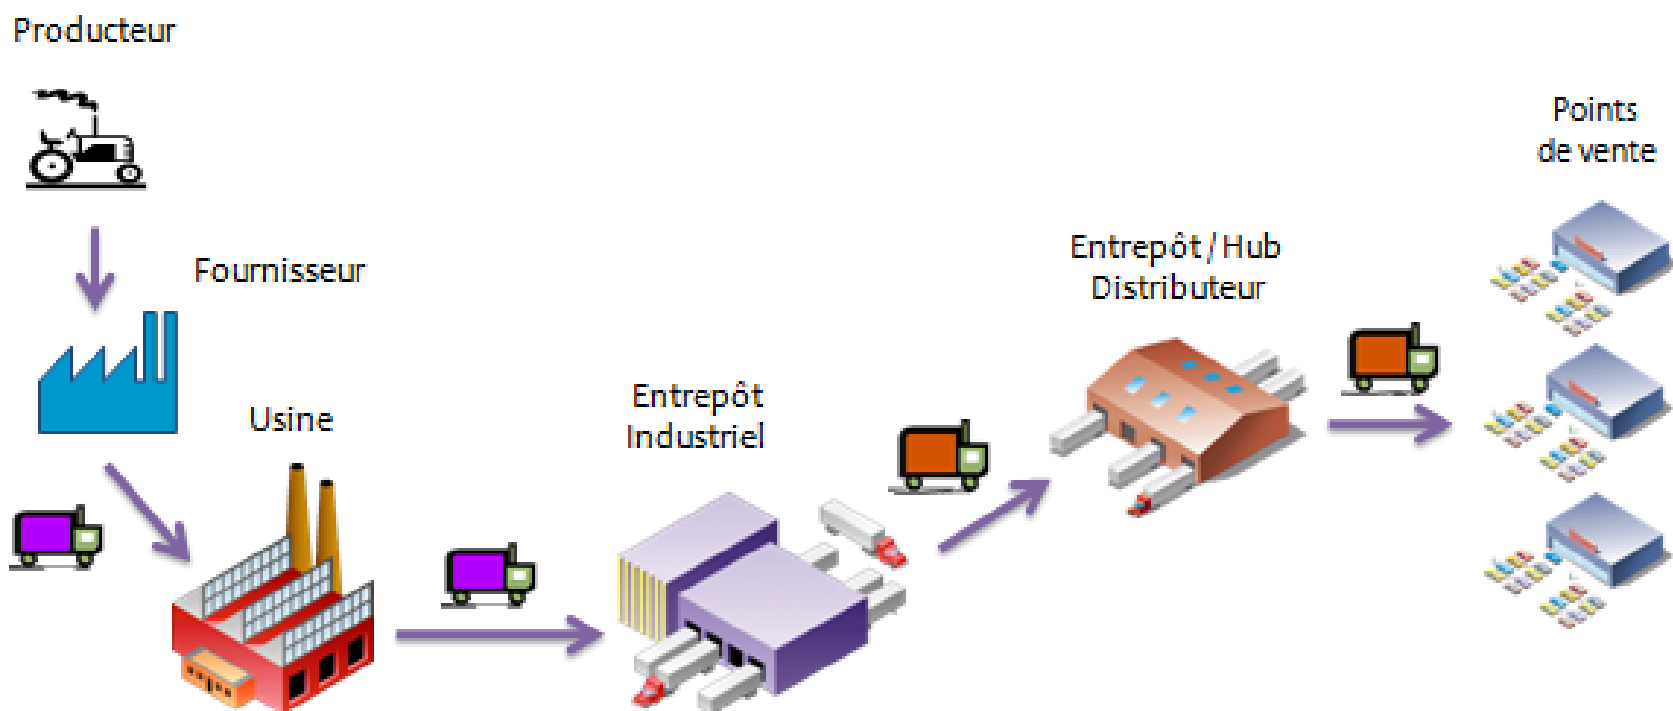 Producteur
Fournisseur
Usine
Entrepôt
Industriel
Entrepôt / Hub
Distributeur
Points
de vente